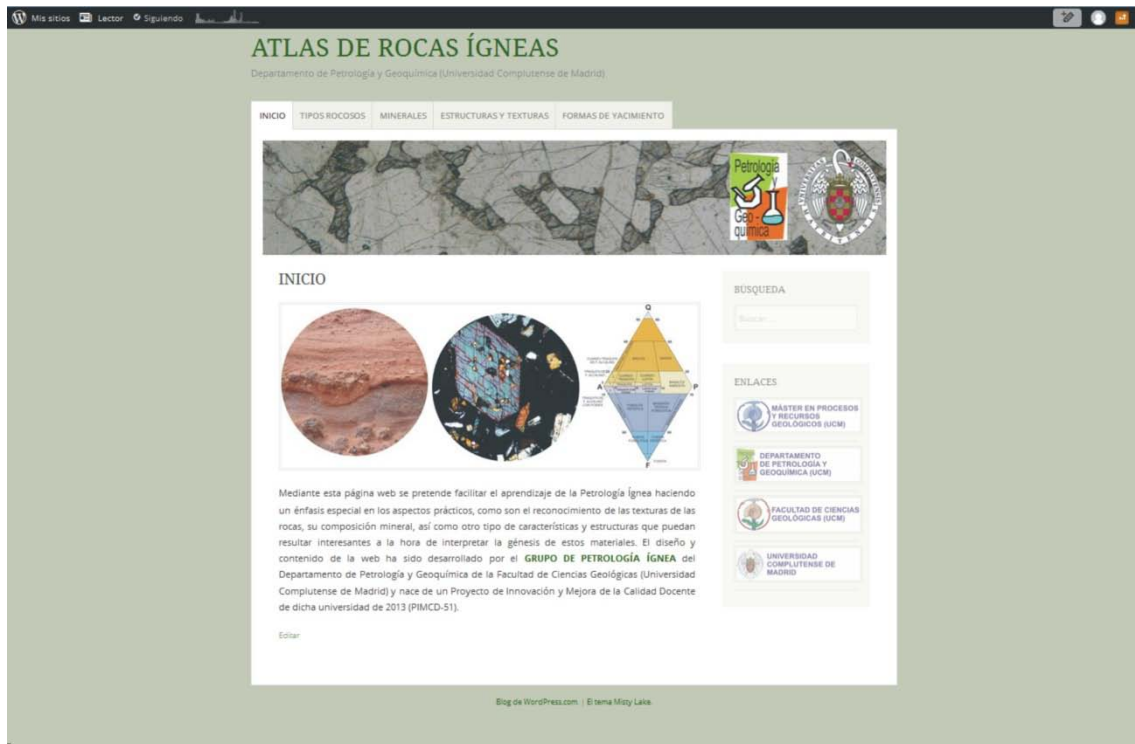 Mis sitios Lector Siguiendo
ATLAS DE ROCAS ÍGNEAS
Departamento de Petrología y Geoquímica (Universidad Complutense de Madrid)
INICIO TIPOS ROCOSOS MINERALES ESTRUCTURAS Y TEXTURAS FORMAS DE YACIMIENTO
Petrología
y
Geo-
química
INICIO
Q
A
P
F
Mediante esta página web se pretende facilitar el aprendizaje de la Petrología Ígnea haciendo
un énfasis especial en los aspectos prácticos, como son el reconocimiento de las texturas de las
rocas, su composición mineral, así como otro tipo de características y estructuras que puedan
resultar interesantes a la hora de interpretar la génesis de estos materiales. El diseño y
contenido de la web ha sido desarrollado por el GRUPO DE PETROLOGÍA ÍGNEA del
Departamento de Petrología y Geoquímica de la Facultad de Ciencias Geológicas (Universidad
Complutense de Madrid) y nace de un Proyecto de Innovación y Mejora de la Calidad Docente
de dicha universidad de 2013 (PIMCD-51).
Editar
BÚSQUEDA
Buscar ...
ENLACES
MÁSTER EN PROCESOS
Y RECURSOS
GEOLÓGICOS (UCM)
DEPARTAMENTO
DE PETROLOGÍA Y
GEOQUÍMICA (UCM)
FACULTAD DE CIENCIAS
GEOLÓGICAS (UCM)
UNIVERSIDAD
COMPLUTENSE DE
MADRID
Blog de WordPress.com. | El tema Misty Lake.